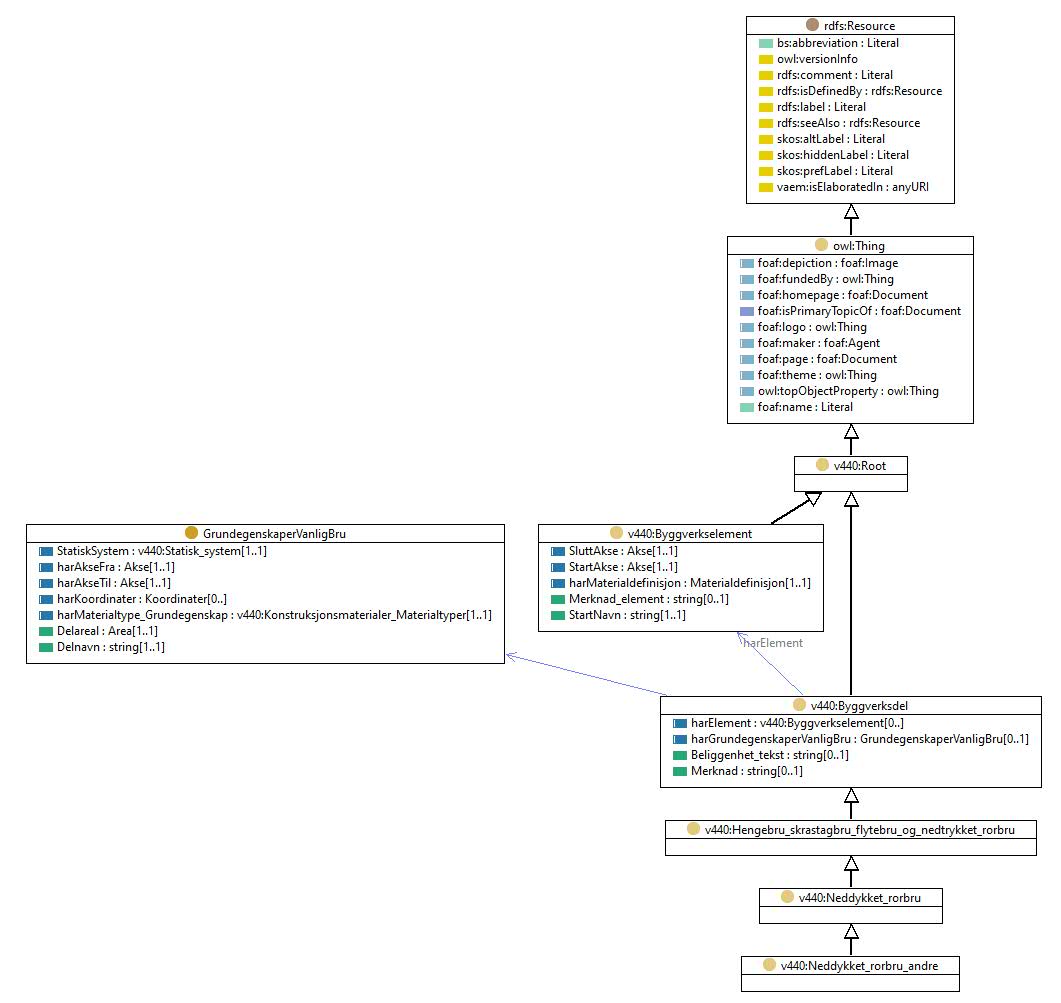 rdfs:Resource
bs:abbreviation : Literal
owl:versionInfo
rdfs:comment : Literal
rdfs:isDefinedBy : rdfs:Resource
rdfs:label : Literal
rdfs:seeAlso : rdfs:Resource
skos:altLabel : Literal
skos:hiddenLabel : Literal
skos:prefLabel : Literal
vaem:isElaboratedIn : anyURI
owl:Thing
foaf:depiction : foaf:Image
foaf:fundedBy : owl:Thing
foaf:homepage : foaf:Document
foaf:isPrimaryTopicOf : foaf:Document
foaf:logo : owl:Thing
foaf:maker : foaf:Agent
foaf:page : foaf:Document
foaf:theme : owl:Thing
owl:topObjectProperty : owl:Thing
foaf:name : Literal
v440:Root
GrundegenskaperVanligBru
StatiskSystem : v440:Statisk_system[1..1]
harAkseFra : Akse[1..1]
harAkseTil : Akse[1..1]
harKoordinater : Koordinater[0..]
harMaterialtype_Grundegenskap : v440:Konstruksjonsmaterialer_Materialtyper[1..1]
Delareal : Area[1..1]
Delnavn : string[1..1]
v440:Byggverkselement
SluttAkse : Akse[1..1]
StartAkse : Akse[1..1]
harMaterialdefinisjon : Materialdefinisjon[1..1]
Merknad_element : string[0..1]
StartNavn : string[1..1]
harElement
v440:Byggverksdel
harElement : v440:Byggverkselement[0..]
harGrundegenskaperVanligBru : GrundegenskaperVanligBru[0..1]
Beliggenhet_tekst : string[0..1]
Merknad : string[0..1]
v440:Hengebru_skrastagbru_flytebru_og_nedtrykket_rorbru
v440:Neddykket_rorbru
v440:Neddykket_rorbru_andre